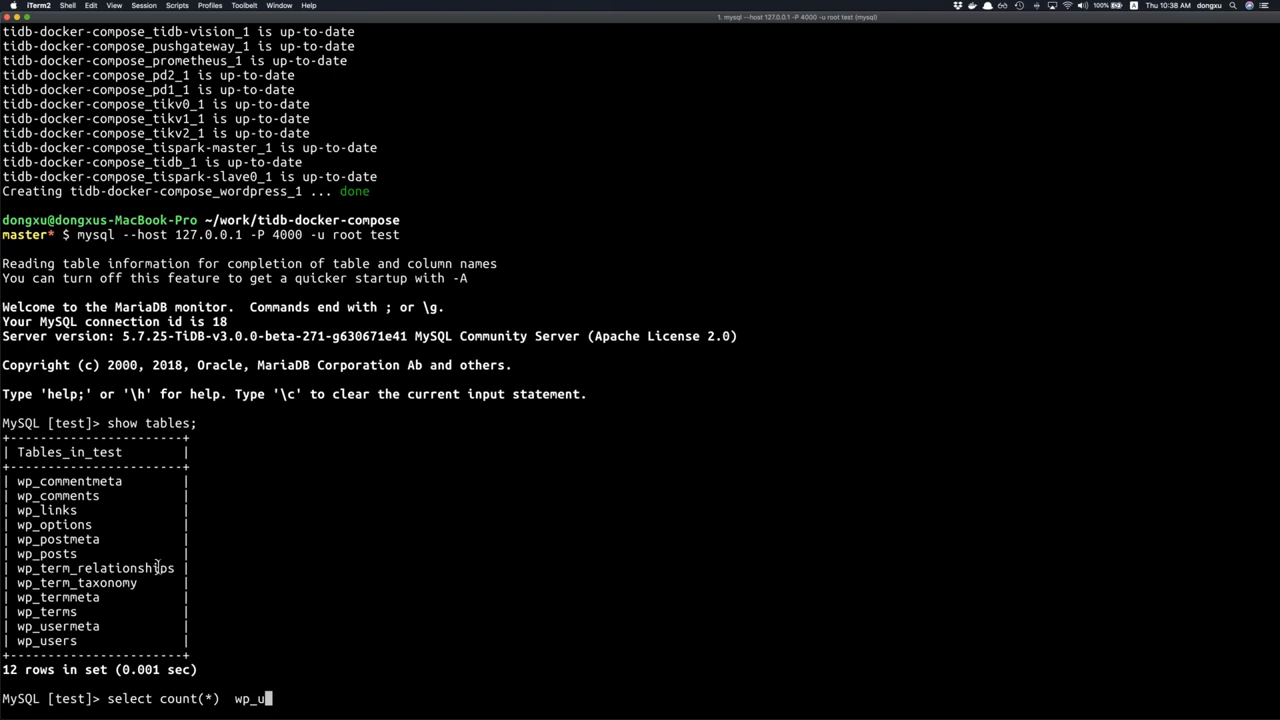 iTerm2 Shell Edit View Session Scripts Profiles Toolbelt Window Help 100% Thu 10:38 AM dongxu
1. mysql --host 127.0.0.1 -P 4000 -u root test (mysql)
tidb-docker-compose_tidb-vision_1 is up-to-date
tidb-docker-compose_pushgateway_1 is up-to-date
tidb-docker-compose_prometheus_1 is up-to-date
tidb-docker-compose_pd2_1 is up-to-date
tidb-docker-compose_pd1_1 is up-to-date
tidb-docker-compose_tikv0_1 is up-to-date
tidb-docker-compose_tikv1_1 is up-to-date
tidb-docker-compose_tikv2_1 is up-to-date
tidb-docker-compose_tispark-master_1 is up-to-date
tidb-docker-compose_tidb_1 is up-to-date
tidb-docker-compose_tispark-slave0_1 is up-to-date
Creating tidb-docker-compose_wordpress_1 ... done
dongxu@dongxus-MacBook-Pro ~/work/tidb-docker-compose
master* $ mysql --host 127.0.0.1 -P 4000 -u root test
Reading table information for completion of table and column names
You can turn off this feature to get a quicker startup with -A
Welcome to the MariaDB monitor.  Commands end with ; or \g.
Your MySQL connection id is 18
Server version: 5.7.25-TiDB-v3.0.0-beta-271-g630671e41 MySQL Community Server (Apache License 2.0)
Copyright (c) 2000, 2018, Oracle, MariaDB Corporation Ab and others.
Type 'help;' or '\h' for help. Type '\c' to clear the current input statement.
MySQL [test]> show tables;
+-----------------------+
| Tables_in_test        |
+-----------------------+
| wp_commentmeta        |
| wp_comments           |
| wp_links              |
| wp_options            |
| wp_postmeta           |
| wp_posts              |
| wp_term_relationships |
| wp_term_taxonomy      |
| wp_termmeta           |
| wp_terms              |
| wp_usermeta           |
| wp_users              |
+-----------------------+
12 rows in set (0.001 sec)
MySQL [test]> select count(*)  wp_u